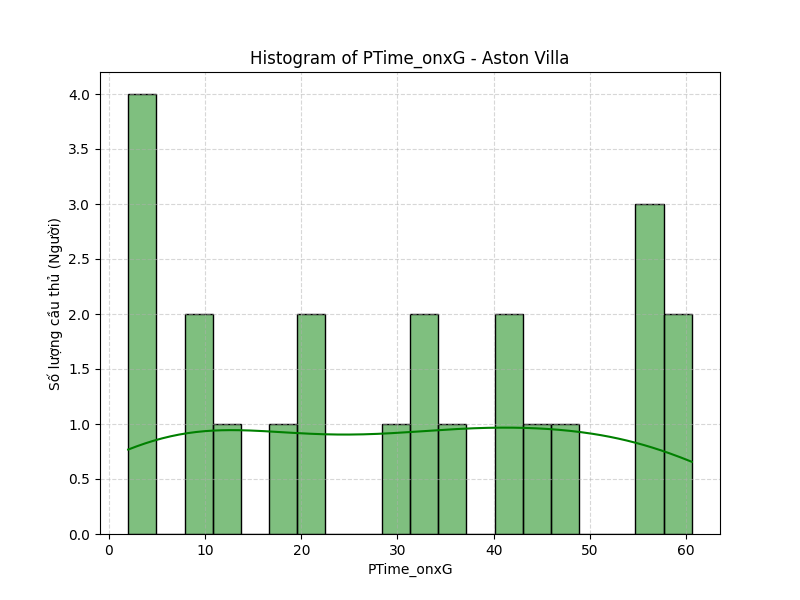 Histogram of PTime_onxG - Aston Villa
Số lượng cầu thủ (Người)
4.0
3.5
3.0
2.5
2.0
1.5
1.0
0.5
0.0
0 10 20 30 40 50 60
PTime_onxG